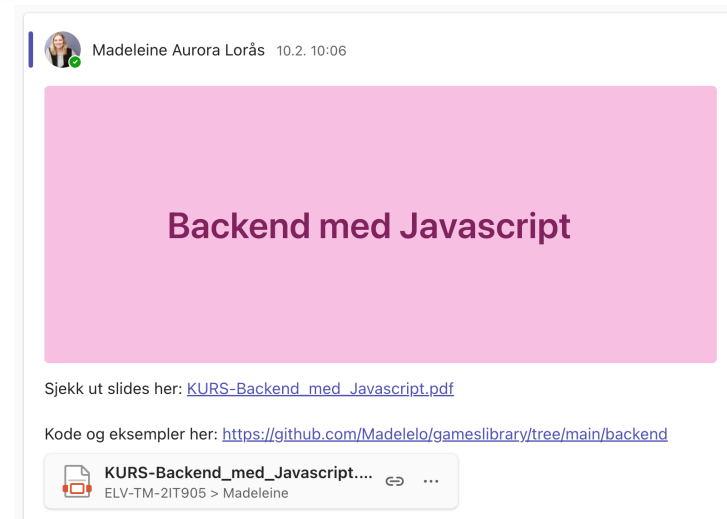 Madeleine Aurora Lorås 10.2. 10:06
Backend med Javascript
Sjekk ut slides her: KURS-Backend_med_Javascript.pdf
Kode og eksempler her: https://github.com/Madelelo/gameslibrary/tree/main/backend
KURS-Backend_med_Javascript....
ELV-TM-2IT905 > Madeleine